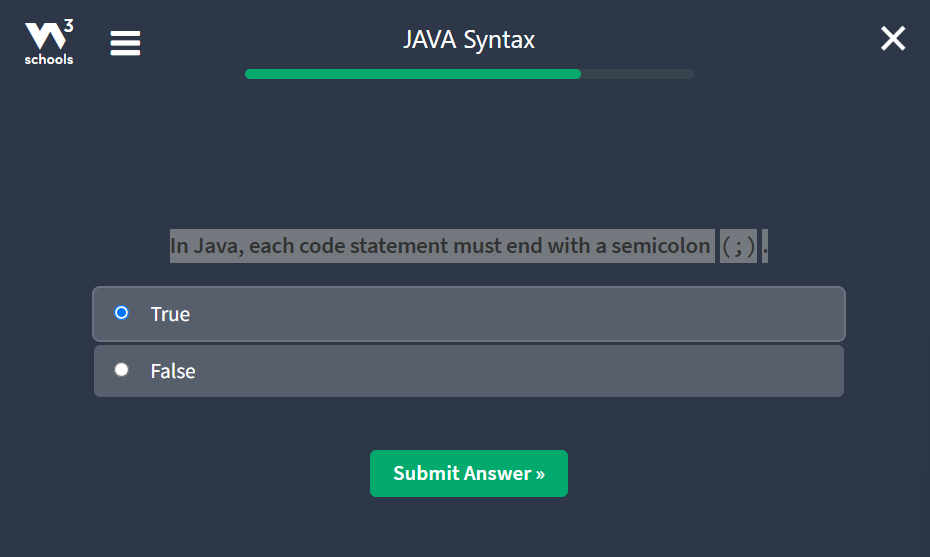 W3
schools
JAVA Syntax
In Java, each code statement must end with a semicolon (;) .
True
False
Submit Answer »